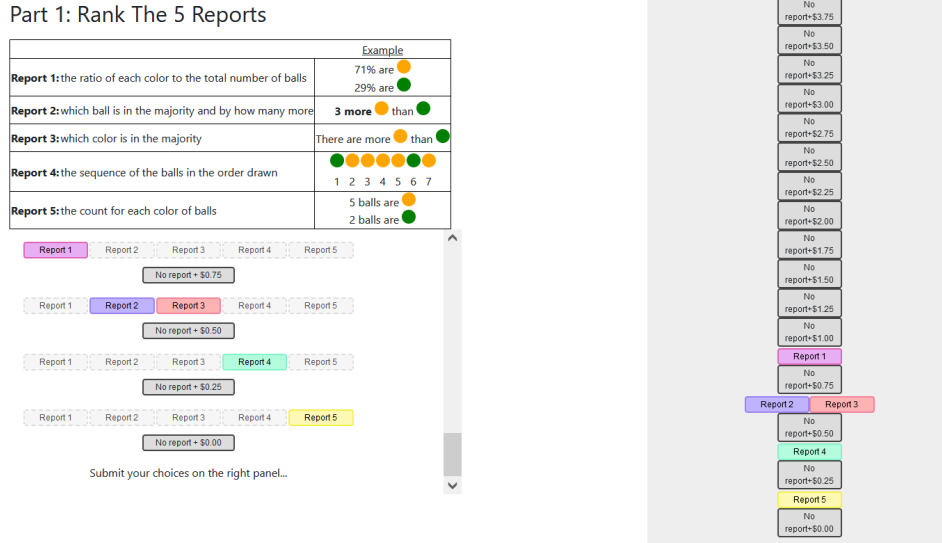 Part 1: Rank The 5 Reports
Example
Report 1: the ratio of each color to the total number of balls
71% are
29% are
Report 2: which ball is in the majority and by how many more
3 more than
Report 3: which color is in the majority
There are more than
Report 4: the sequence of the balls in the order drawn
1 2 3 4 5 6 7
Report 5: the count for each color of balls
5 balls are
2 balls are
Report 1 Report 2 Report 3 Report 4 Report 5
No report + $0.75
Report 1 Report 2 Report 3 Report 4 Report 5
No report + $0.50
Report 1 Report 2 Report 3 Report 4 Report 5
No report + $0.25
Report 1 Report 2 Report 3 Report 4 Report 5
No report + $0.00
Submit your choices on the right panel...
No
report+$3.75
No
report+$3.50
No
report+$3.25
No
report+$3.00
No
report+$2.75
No
report+$2.50
No
report+$2.25
No
report+$2.00
No
report+$1.75
No
report+$1.50
No
report+$1.25
No
report+$1.00
Report 1
No
report+$0.75
Report 2 Report 3
No
report+$0.50
Report 4
No
report+$0.25
Report 5
No
report+$0.00